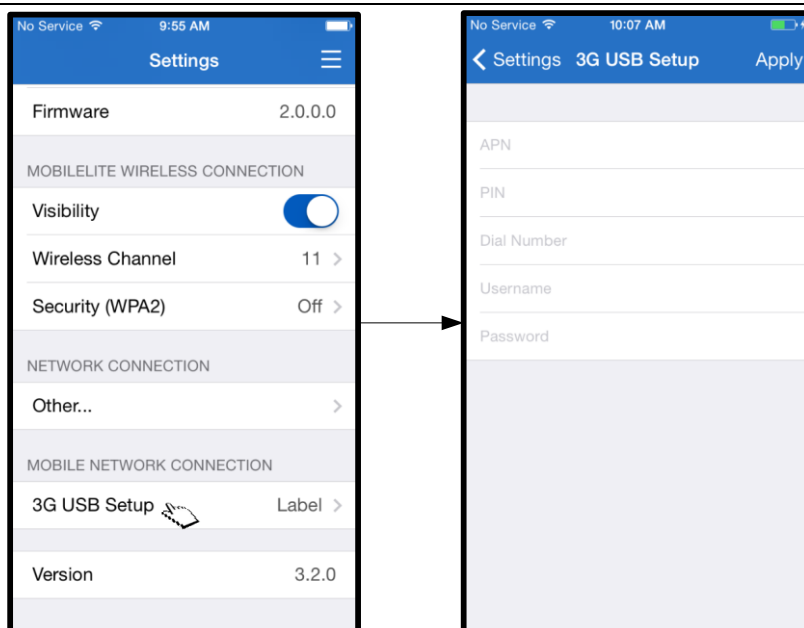 No Service 9:55 AM
Settings
Firmware 2.0.0.0
MOBILELITE WIRELESS CONNECTION
Visibility
Wireless Channel 11
Security (WPA2) Off
NETWORK CONNECTION
Other...
MOBILE NETWORK CONNECTION
3G USB Setup Label
Version 3.2.0
No Service 10:07 AM
Settings 3G USB Setup Apply
APN
PIN
Dial Number
Username
Password